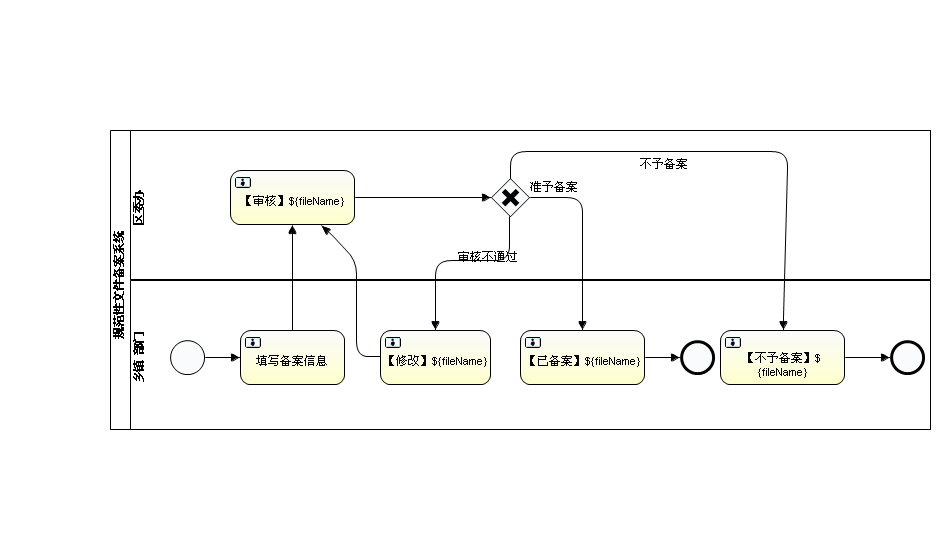 规范性文件备案系统
区委办
乡镇 部门
【审核】${fileName}
准予备案
不予备案
审核不通过
填写备案信息
【修改】${fileName}
【已备案】${fileName}
【不予备案】$
{fileName}